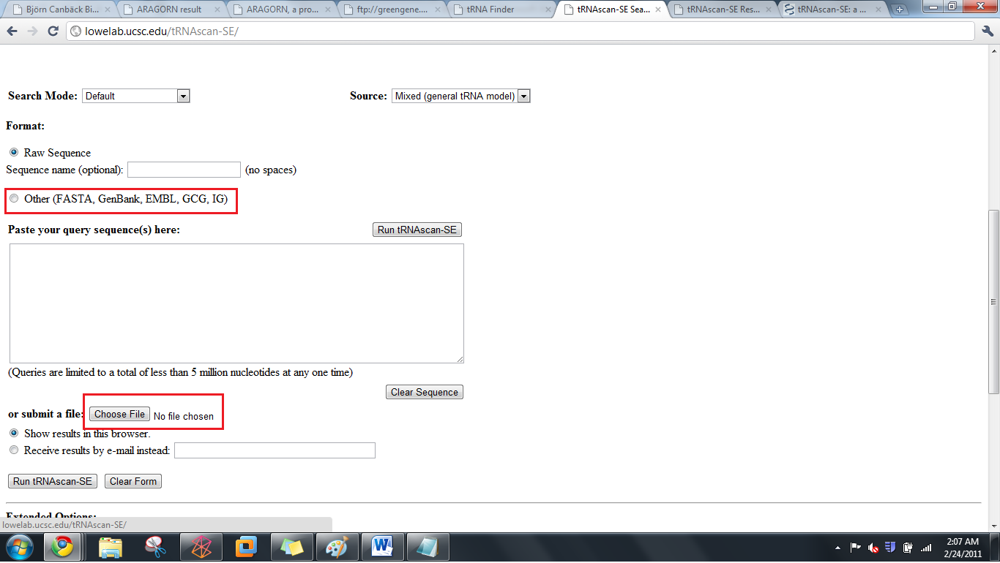 Björn Canbäck Bi...
ARAGORN result
ARAGORN, a pro...
ftp://greengene....
tRNA Finder
tRNAscan-SE Sea...
tRNAscan-SE Res...
tRNAscan-SE: a ...
lowelab.ucsc.edu/tRNAscan-SE/
Search Mode: Default Source: Mixed (general tRNA model)
Format:
Raw Sequence
Sequence name (optional): (no spaces)
Other (FASTA, GenBank, EMBL, GCG, IG)
Paste your query sequence(s) here: Run tRNAscan-SE
(Queries are limited to a total of less than 5 million nucleotides at any one time)
Clear Sequence
or submit a file: Choose File No file chosen
Show results in this browser.
Receive results by e-mail instead:
Run tRNAscan-SE Clear Form
Extended Options:
lowelab.ucsc.edu/tRNAscan-SE/
2:07 AM
2/24/2011